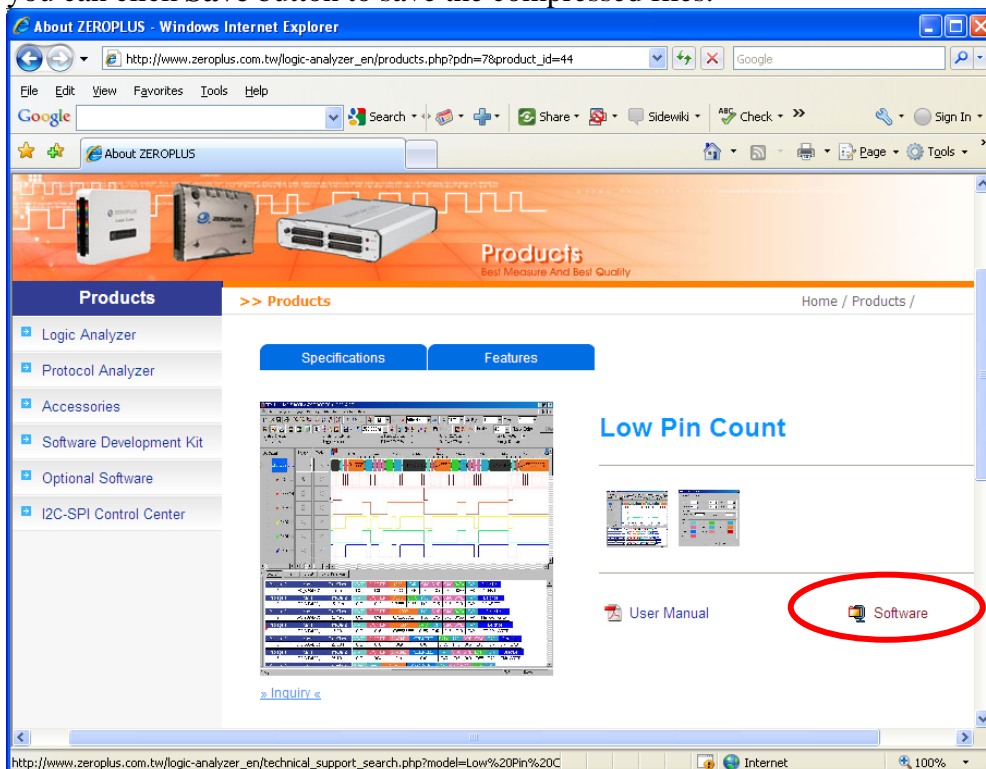 you can click Save button to save the compressed files.
About ZEROPLUS - Windows Internet Explorer
http://www.zeroplus.com.tw/logic-analyzer_en/products.php?pdn=7&product_id=44
Google
File Edit View Favorites Tools Help
Google Search Share Sidewiki Check Sign In
About ZEROPLUS Page Tools
Products
Best Measure And Best Quality
Products >> Products Home / Products /
Logic Analyzer
Protocol Analyzer
Accessories
Software Development Kit
Optional Software
I2C-SPI Control Center
Specifications Features
Low Pin Count
User Manual Software
» Inquiry «
http://www.zeroplus.com.tw/logic-analyzer_en/technical_support_search.php?model=Low%20Pin%20C Internet 100%